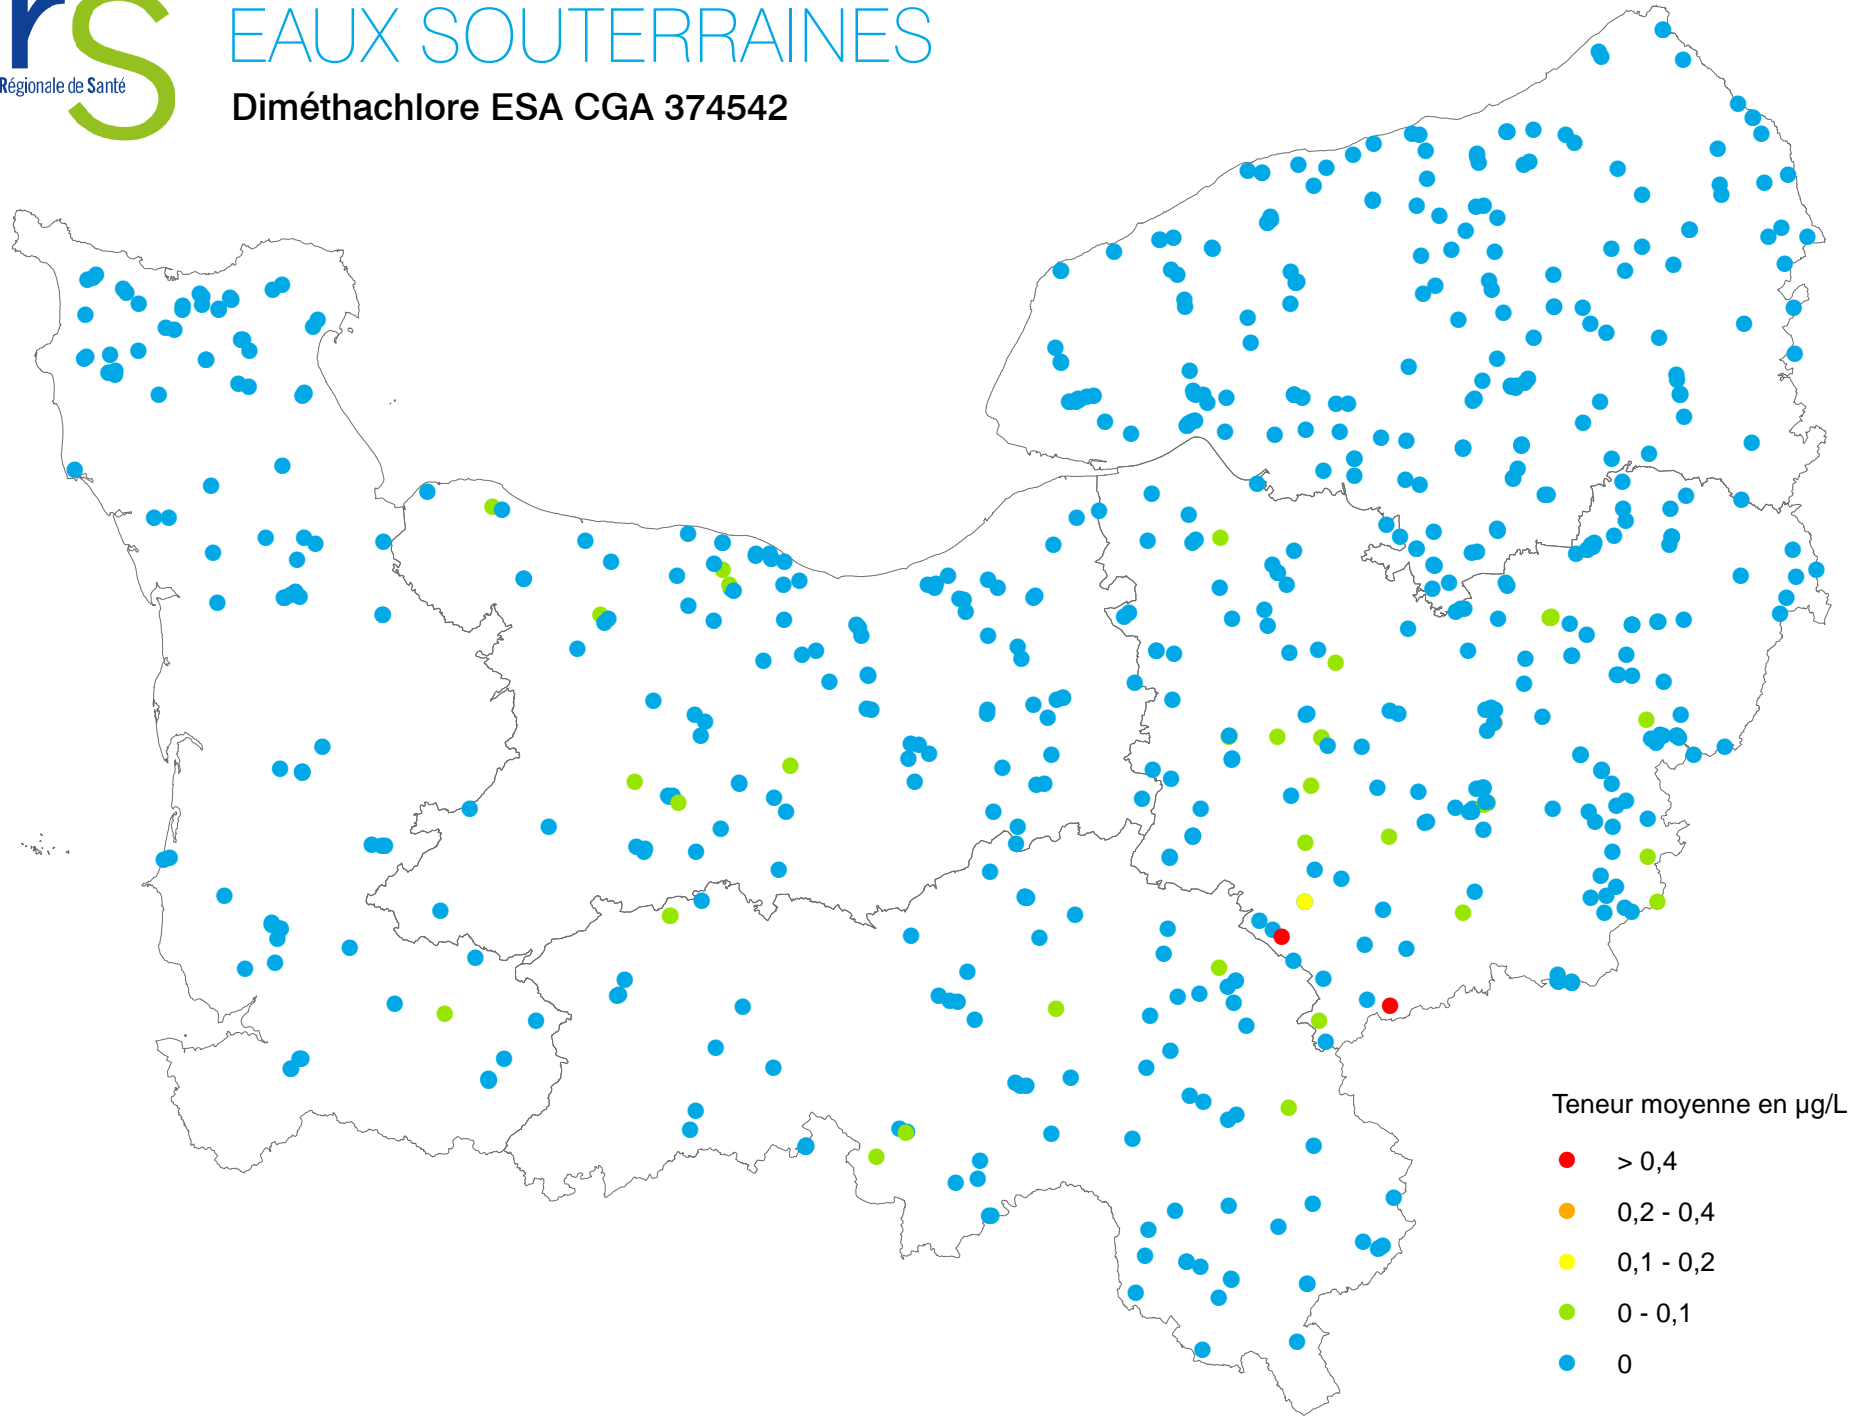 rS
Régionale de Santé
EAUX SOUTERRAINES
Diméthachlore ESA CGA 374542
Teneur moyenne en µg/L
> 0,4
0,2 - 0,4
0,1 - 0,2
0 - 0,1
0